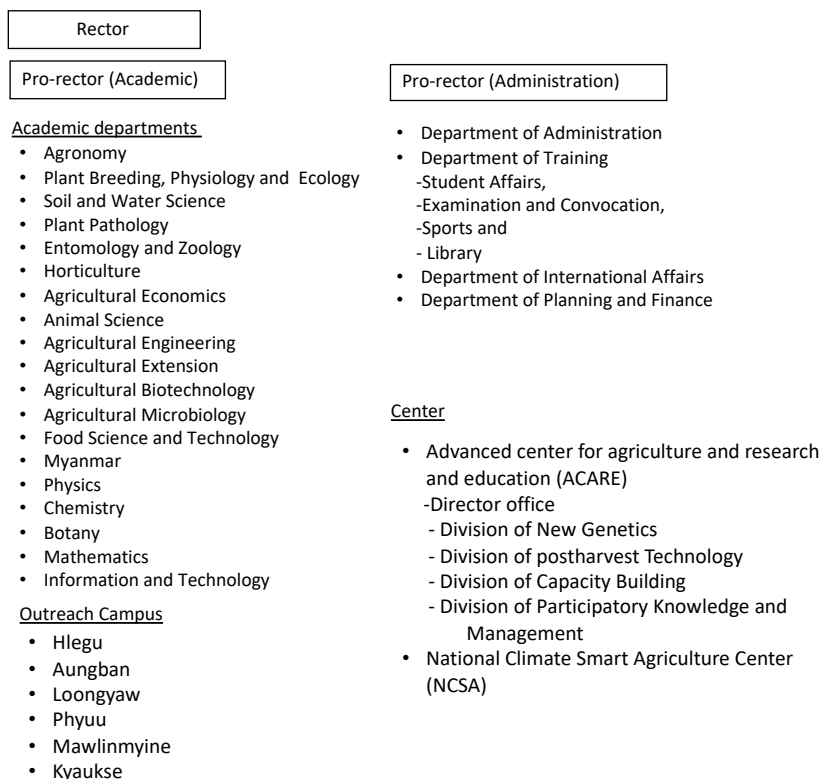 Rector
Pro-rector (Academic)
Academic departments
• Agronomy
• Plant Breeding, Physiology and Ecology
• Soil and Water Science
• Plant Pathology
• Entomology and Zoology
• Horticulture
• Agricultural Economics
• Animal Science
• Agricultural Engineering
• Agricultural Extension
• Agricultural Biotechnology
• Agricultural Microbiology
• Food Science and Technology
• Myanmar
• Physics
• Chemistry
• Botany
• Mathematics
• Information and Technology
Outreach Campus
• Hlegu
• Aungban
• Loongyaw
• Phyuu
• Mawlinmyine
• Kyaukse
Pro-rector (Administration)
• Department of Administration
• Department of Training
-Student Affairs,
-Examination and Convocation,
-Sports and
- Library
• Department of International Affairs
• Department of Planning and Finance
Center
• Advanced center for agriculture and research
and education (ACARE)
-Director office
- Division of New Genetics
- Division of postharvest Technology
- Division of Capacity Building
- Division of Participatory Knowledge and
Management
• National Climate Smart Agriculture Center
(NCSA)